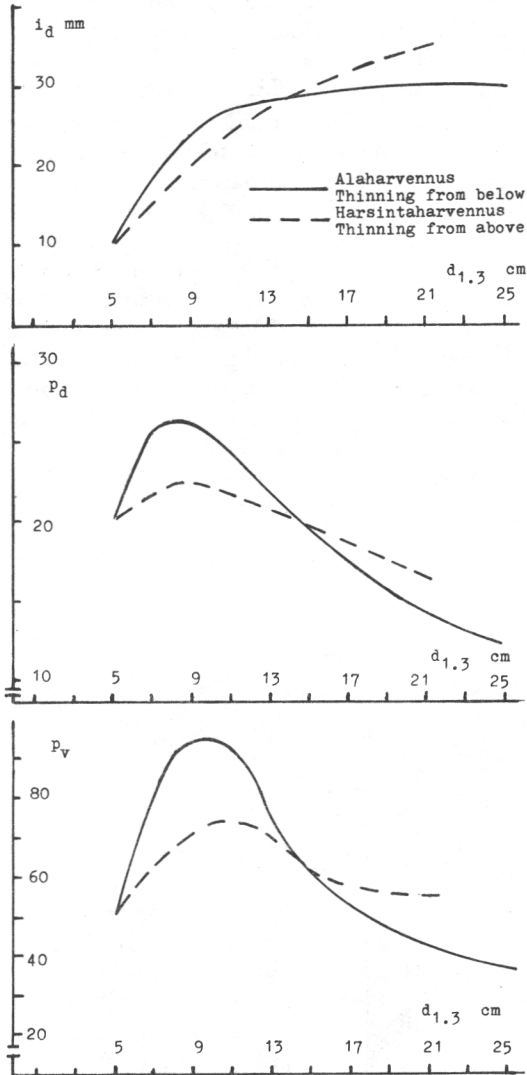 i_d mm
30
20
10
Alaharvennus
Thinning from below
Harsintaharvennus
Thinning from above
d_1.3 cm
5 9 13 17 21 25
30
p_d
20
10
d_1.3 cm
5 9 13 17 21 25
p_v
80
60
40
20
d_1.3 cm
5 9 13 17 21 25